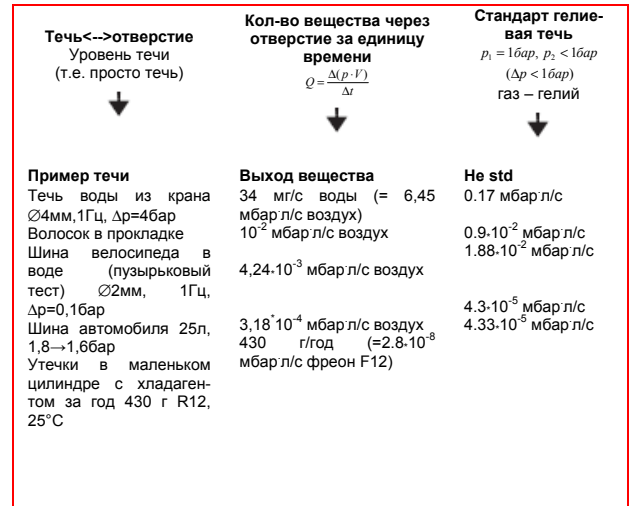 Течь<-->отверстие
Уровень течи
(т.е. просто течь)
Кол-во вещества через
отверстие за единицу
времени
Q = Δ(p·V)/Δt
Стандарт гелие-
вая течь
p₁ = 1бар, p₂ < 1бар
(Δp < 1бар)
газ – гелий
Пример течи
Течь воды из крана
∅4мм,1Гц, Δp=4бар
Волосок в прокладке
Шина велосипеда в
воде (пузырьковый
тест) ∅2мм, 1Гц,
Δp=0,1бар
Шина автомобиля 25л,
1,8→1,6бар
Утечки в маленьком
цилиндре с хладаген-
том за год 430 г R12,
25°C
Выход вещества
34 мг/с воды (= 6,45
мбар·л/с воздух)
10⁻² мбар·л/с воздух
4,24·10⁻³ мбар·л/с воздух
3,18*10⁻⁴ мбар·л/с воздух
430 г/год (=2.8·10⁻⁸
мбар·л/с фреон F12)
Не std
0.17 мбар·л/с
0.9·10⁻² мбар·л/с
1.88·10⁻² мбар·л/с
4.3·10⁻⁵ мбар·л/с
4.33·10⁻⁵ мбар·л/с